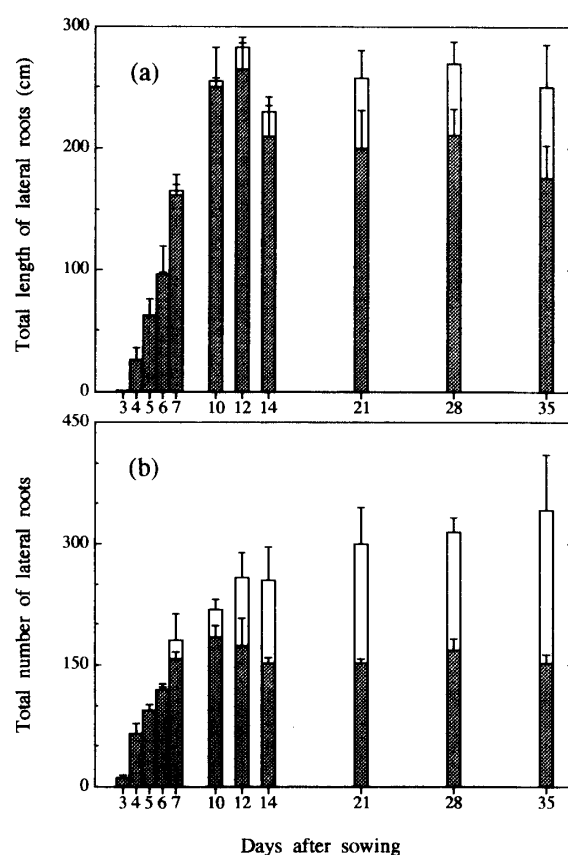 300
(a)
200
100
0
Total length of lateral roots (cm)
3 4 5 6 7 10 12 14 21 28 35
450
(b)
300
150
0
Total number of lateral roots
3 4 5 6 7 10 12 14 21 28 35
Days after sowing